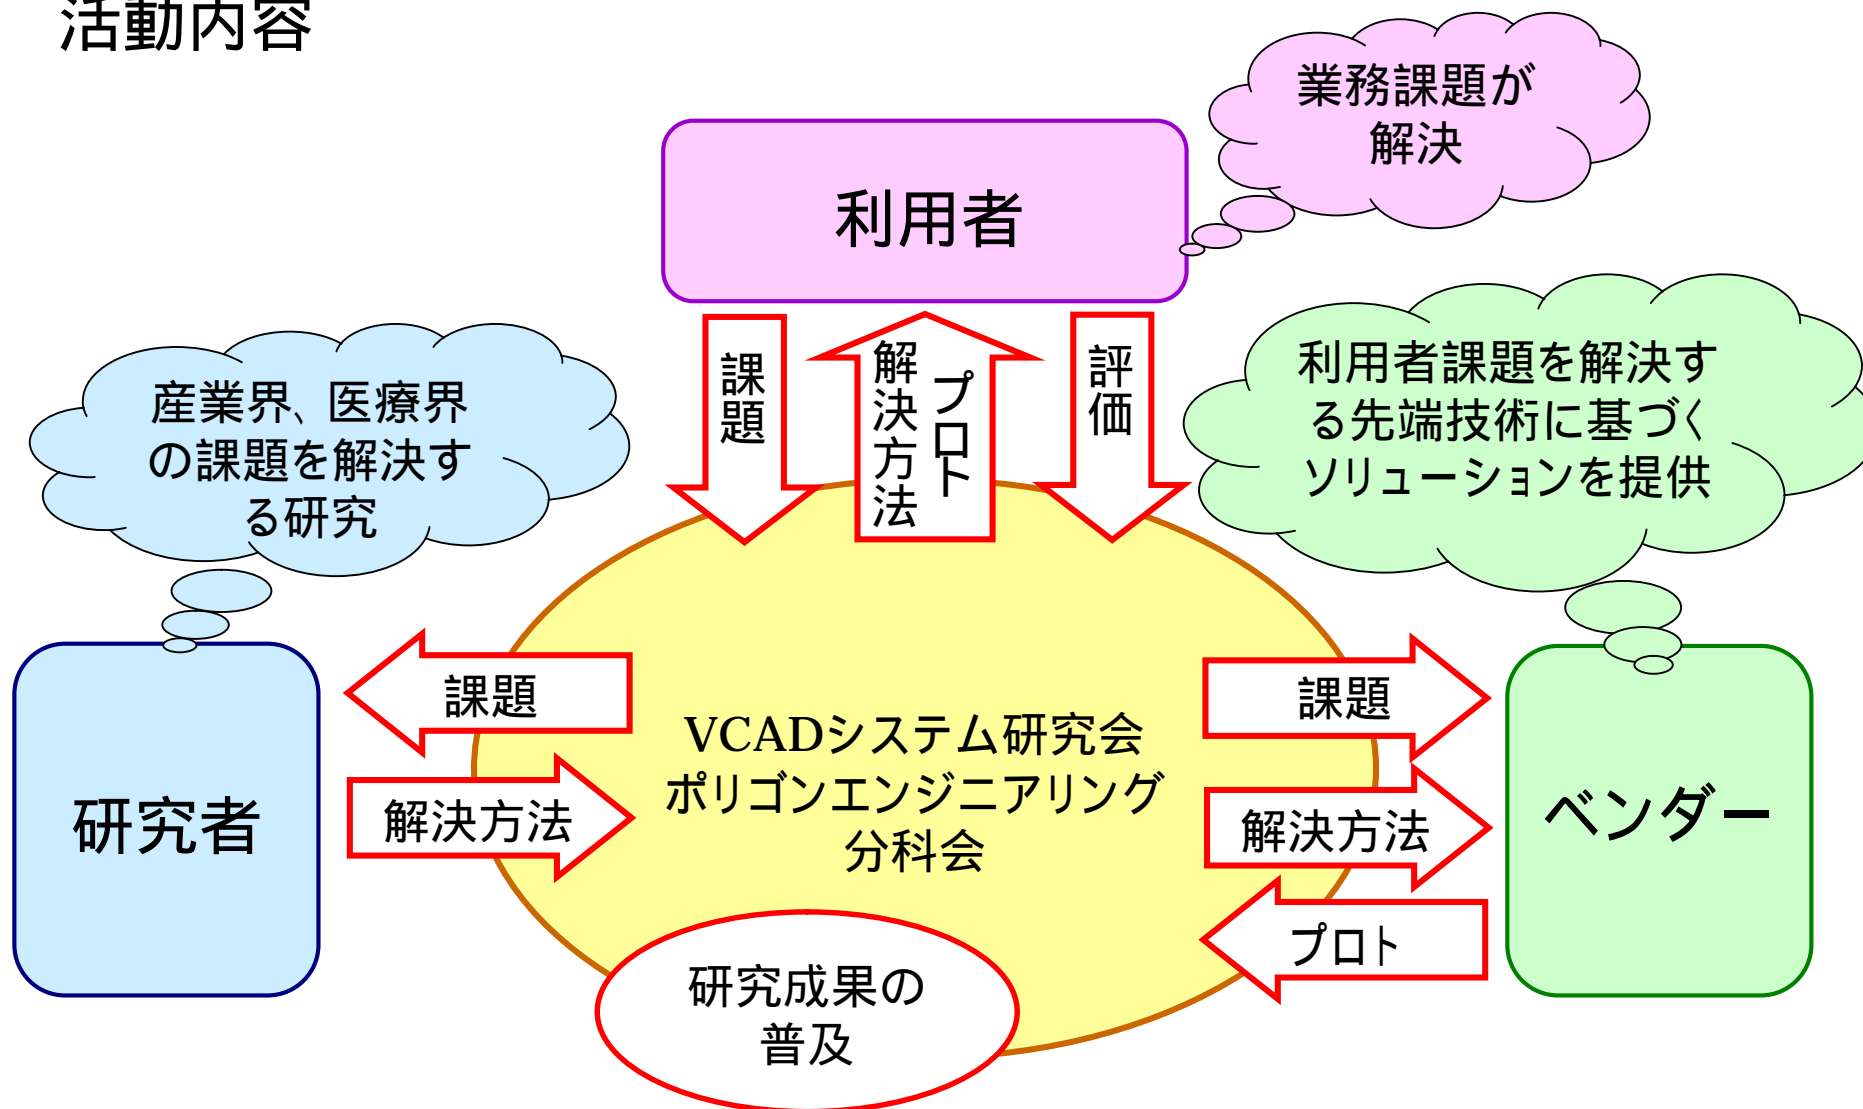 活動内容
業務課題が
解決
利用者
課題
解決方法
プロト
評価
産業界、医療界
の課題を解決す
る研究
利用者課題を解決す
る先端技術に基づく
ソリューションを提供
課題
解決方法
研究者
VCADシステム研究会
ポリゴンエンジニアリング
分科会
課題
解決方法
プロト
ベンダー
研究成果の
普及